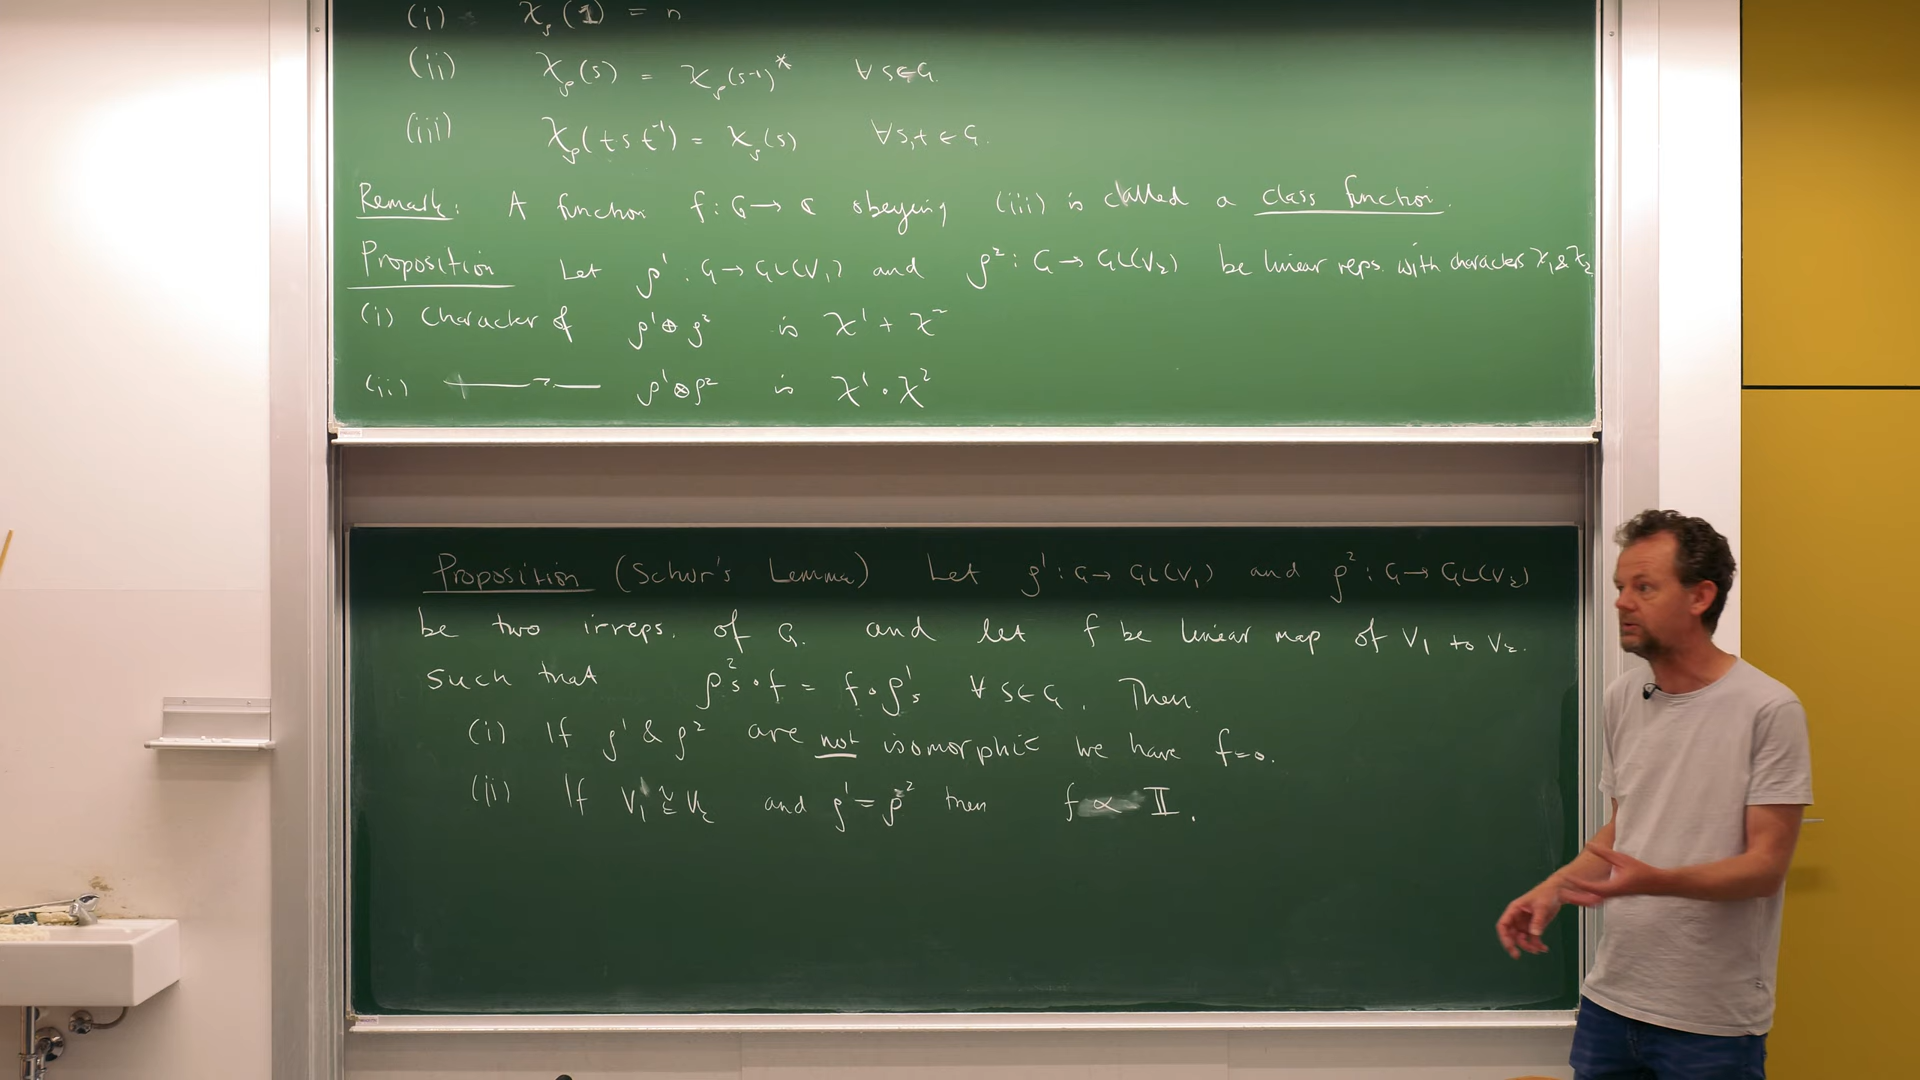 (i) χ_ρ(1) = n
(ii) χ_ρ(s) = χ_ρ(s⁻¹)* ∀ s∈G.
(iii) χ_ρ(t s t⁻¹) = χ_ρ(s) ∀ s,t ∈ G.
Remark: A function f: G → ℂ obeying (iii) is called a class function.
Proposition Let ρ¹: G → GL(V₁) and ρ²: G → GL(V₂) be linear reps. with characters χ₁ & χ₂
(i) Character of ρ¹ ⊕ ρ² is χ¹ + χ²
(ii) —〃— ρ¹ ⊗ ρ² is χ¹ · χ²
Proposition (Schur's Lemma) Let ρ¹: G → GL(V₁) and ρ²: G → GL(V₂)
be two irreps. of G. and let f be linear map of V₁ to V₂.
such that ρ²_s ∘ f = f ∘ ρ¹_s ∀ s∈G. Then
(i) If ρ¹ & ρ² are not isomorphic we have f=0.
(ii) If V₁ ≅ V₂ and ρ¹ = ρ² then f ∝ 𝕀.